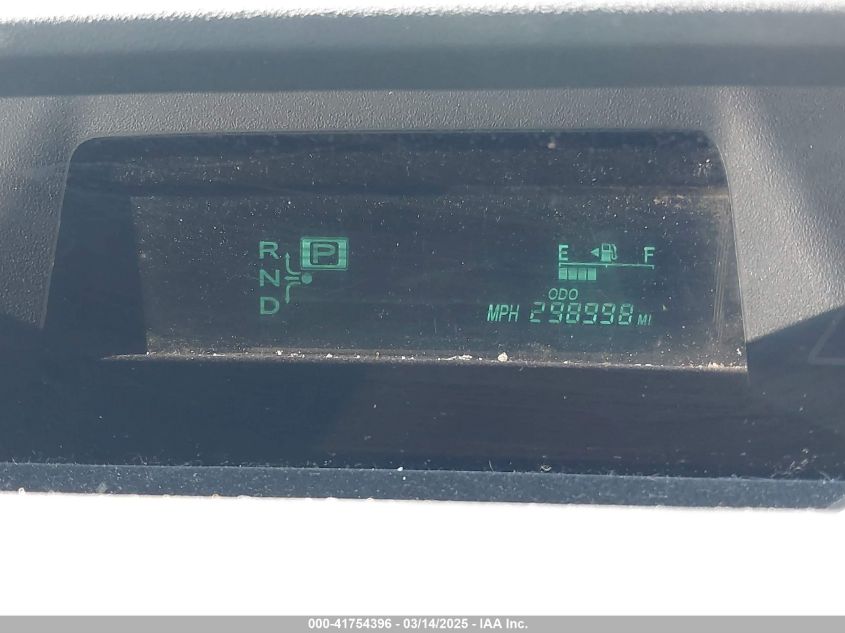 R P
N
D
E F
ODO
MPH 298998 MI
000-41754396 - 03/14/2025 - IAA Inc.